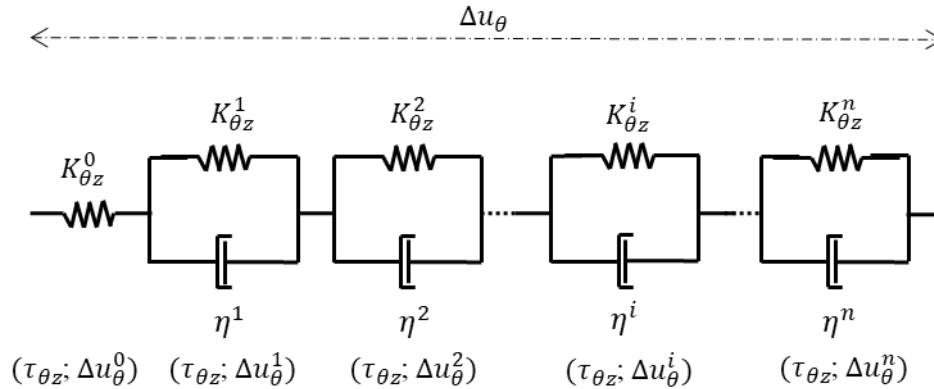 Δu_θ
K_θz^1 K_θz^2 K_θz^i K_θz^n
K_θz^0
η^1 η^2 η^i η^n
(τ_θz; Δu_θ^0) (τ_θz; Δu_θ^1) (τ_θz; Δu_θ^2) (τ_θz; Δu_θ^i) (τ_θz; Δu_θ^n)